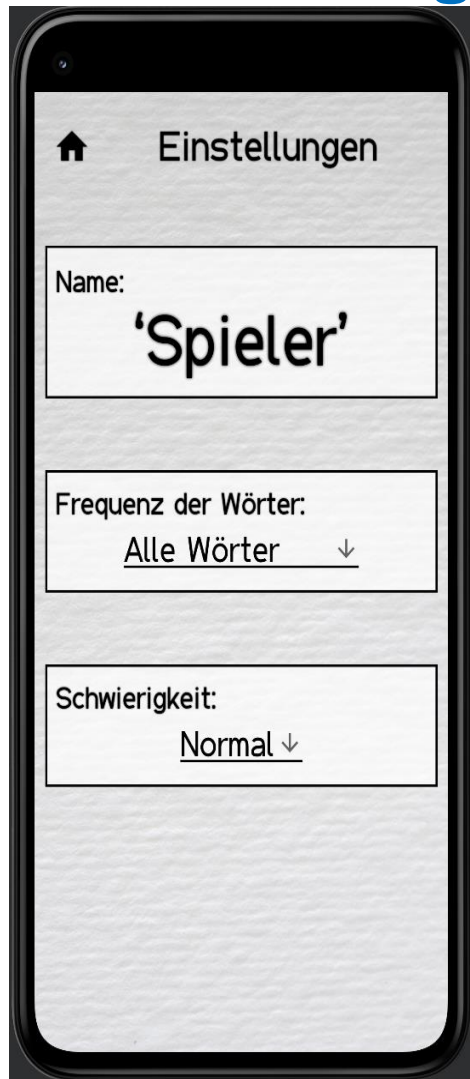 Einstellungen
Name:
‘Spieler’
Frequenz der Wörter:
Alle Wörter
Schwierigkeit:
Normal